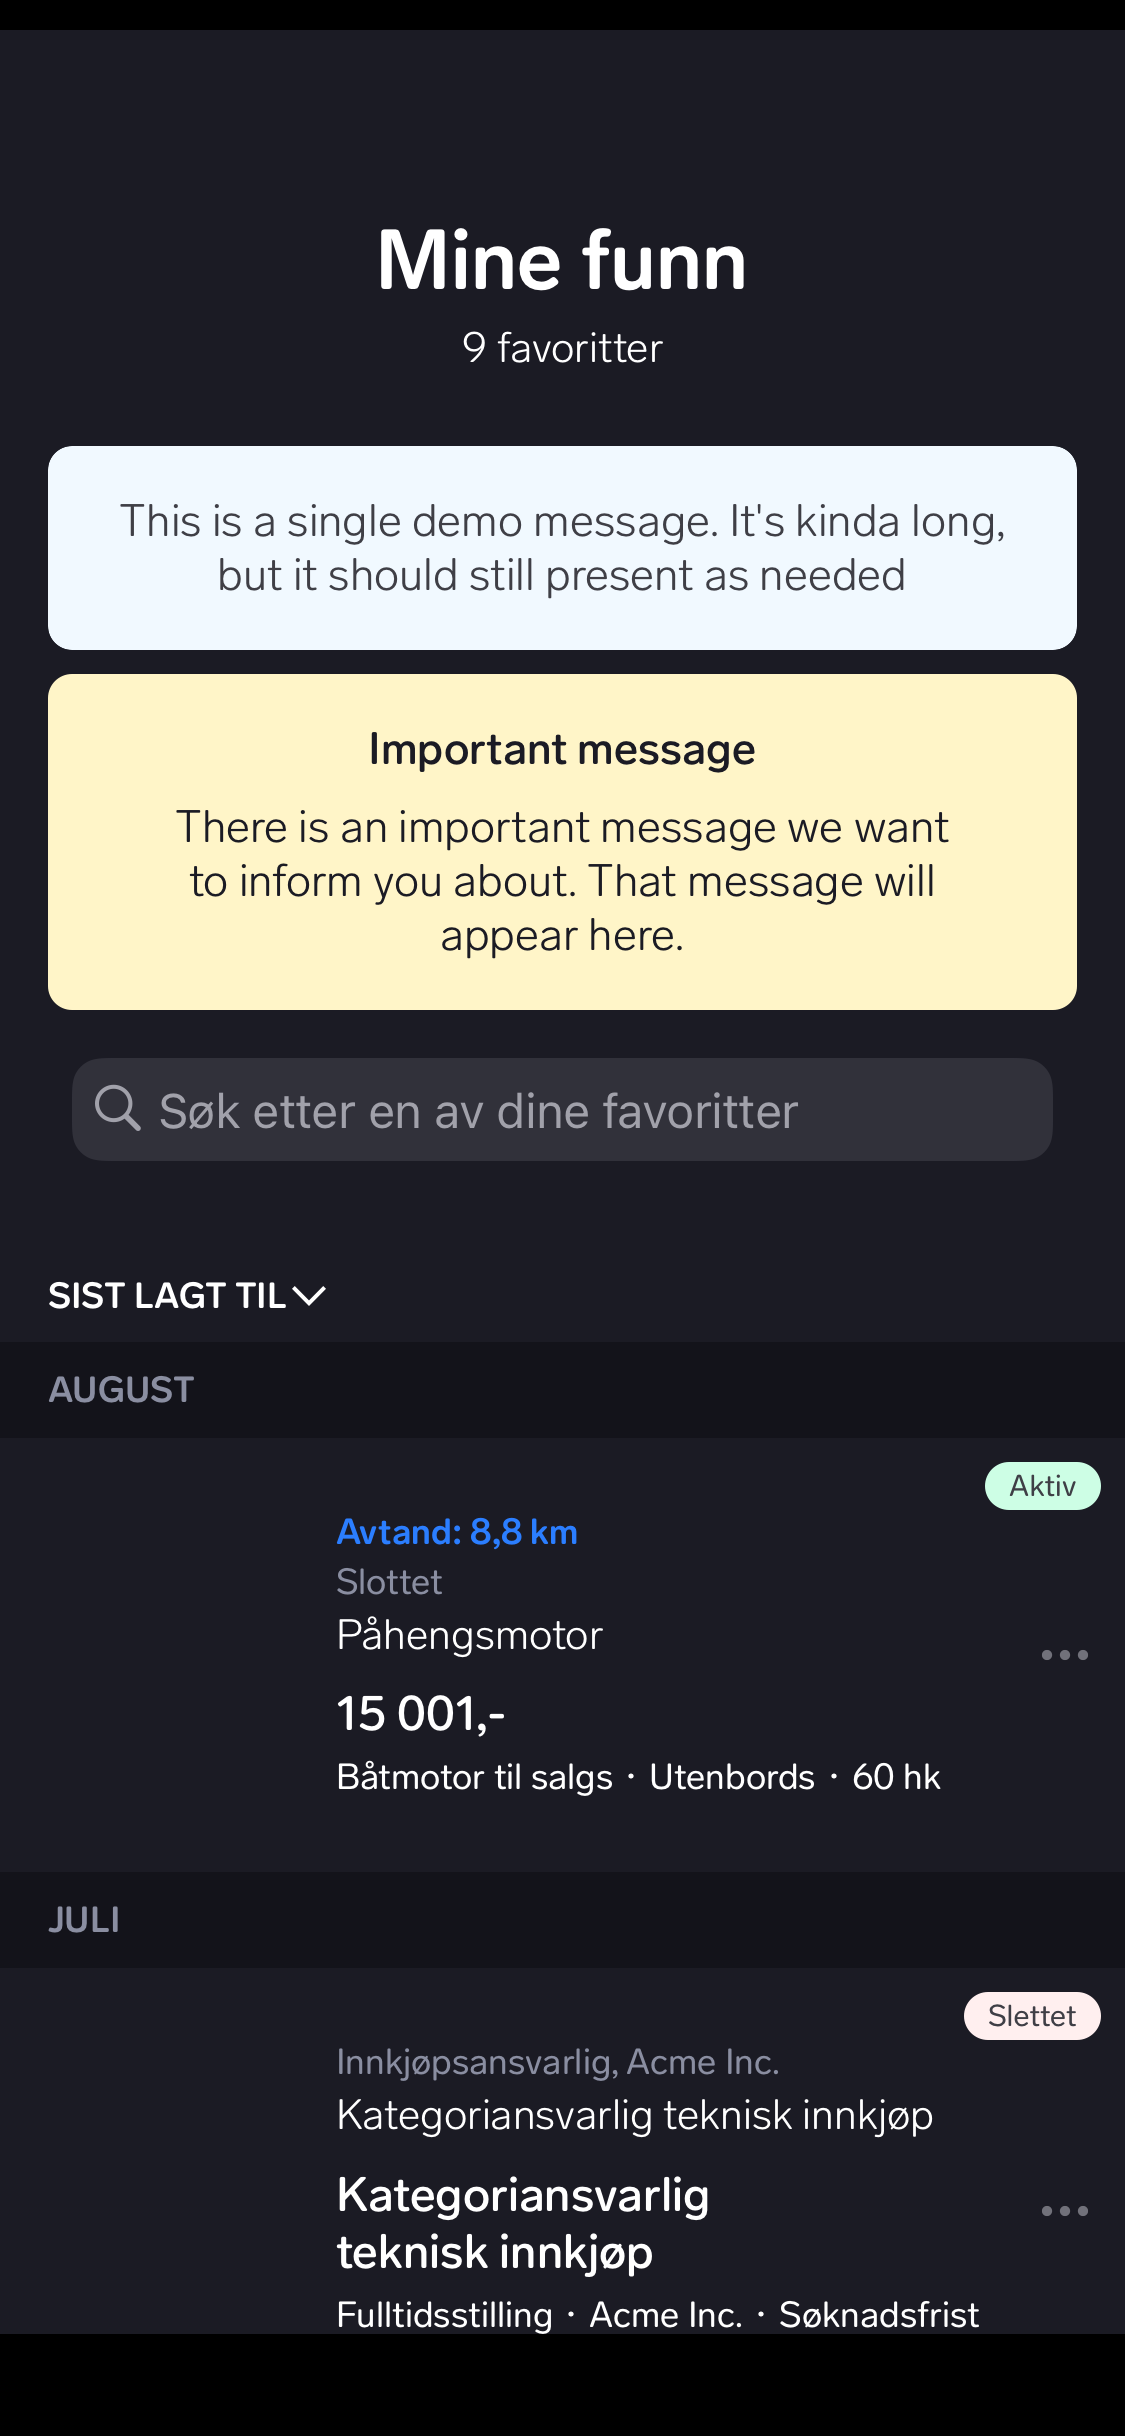 Mine funn
9 favoritter
This is a single demo message. It's kinda long,
but it should still present as needed
Important message
There is an important message we want
to inform you about. That message will
appear here.
Søk etter en av dine favoritter
SIST LAGT TIL
AUGUST
Aktiv
Avtand: 8,8 km
Slottet
Påhengsmotor
15 001,-
Båtmotor til salgs · Utenbords · 60 hk
JULI
Slettet
Innkjøpsansvarlig, Acme Inc.
Kategoriansvarlig teknisk innkjøp
Kategoriansvarlig
teknisk innkjøp
Fulltidsstilling · Acme Inc. · Søknadsfrist